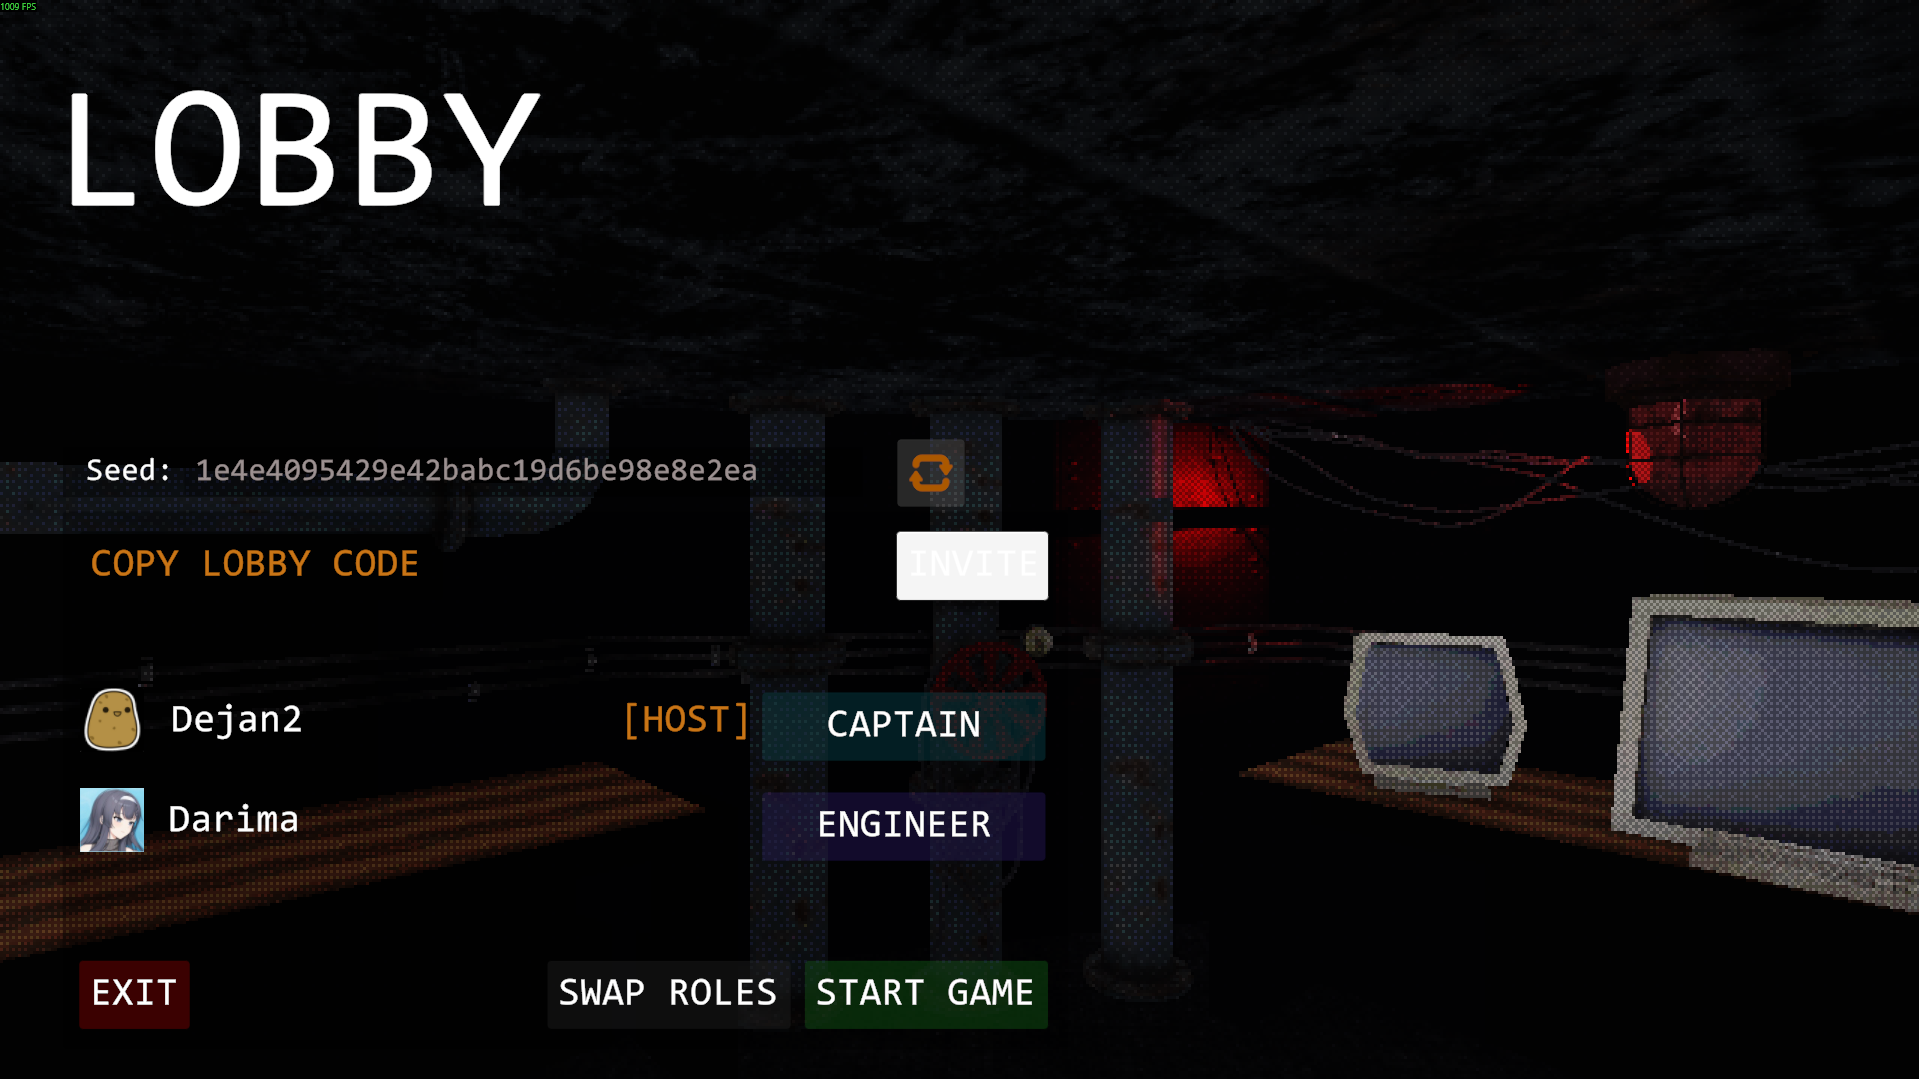 1009 FPS
LOBBY
Seed: 1e4e4095429e42babc19d6be98e8e2ea
COPY LOBBY CODE
INVITE
Dejan2 [HOST] CAPTAIN
Darima ENGINEER
EXIT SWAP ROLES START GAME